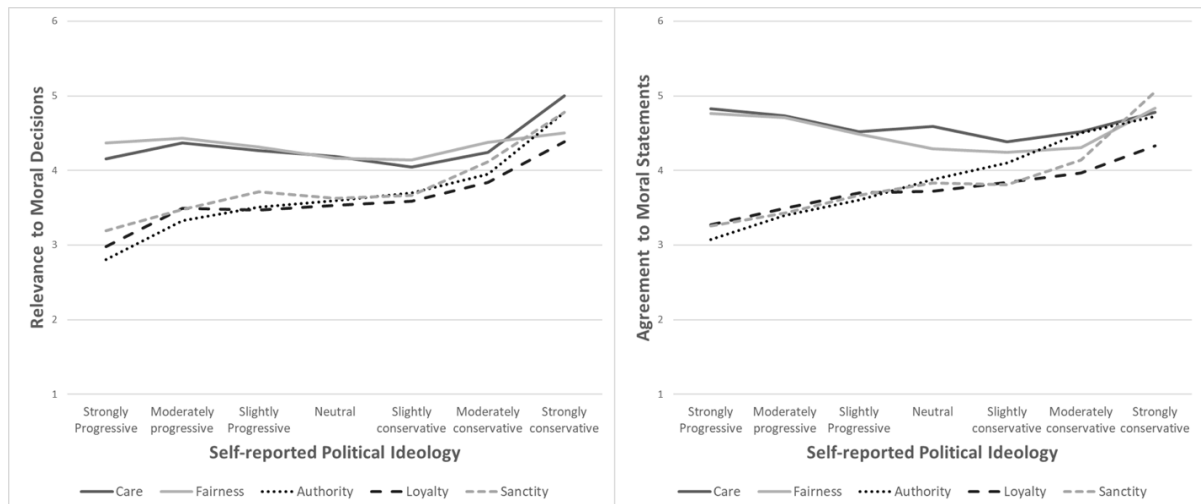 6
5
4
3
2
1
Relevance to Moral Decisions
Strongly Progressive
Moderately progressive
Slightly Progressive
Neutral
Slightly conservative
Moderately conservative
Strongly conservative
Self-reported Political Ideology
Care
Fairness
Authority
Loyalty
Sanctity
6
5
4
3
2
1
Agreement to Moral Statements
Strongly Progressive
Moderately progressive
Slightly Progressive
Neutral
Slightly conservative
Moderately conservative
Strongly conservative
Self-reported Political Ideology
Care
Fairness
Authority
Loyalty
Sanctity